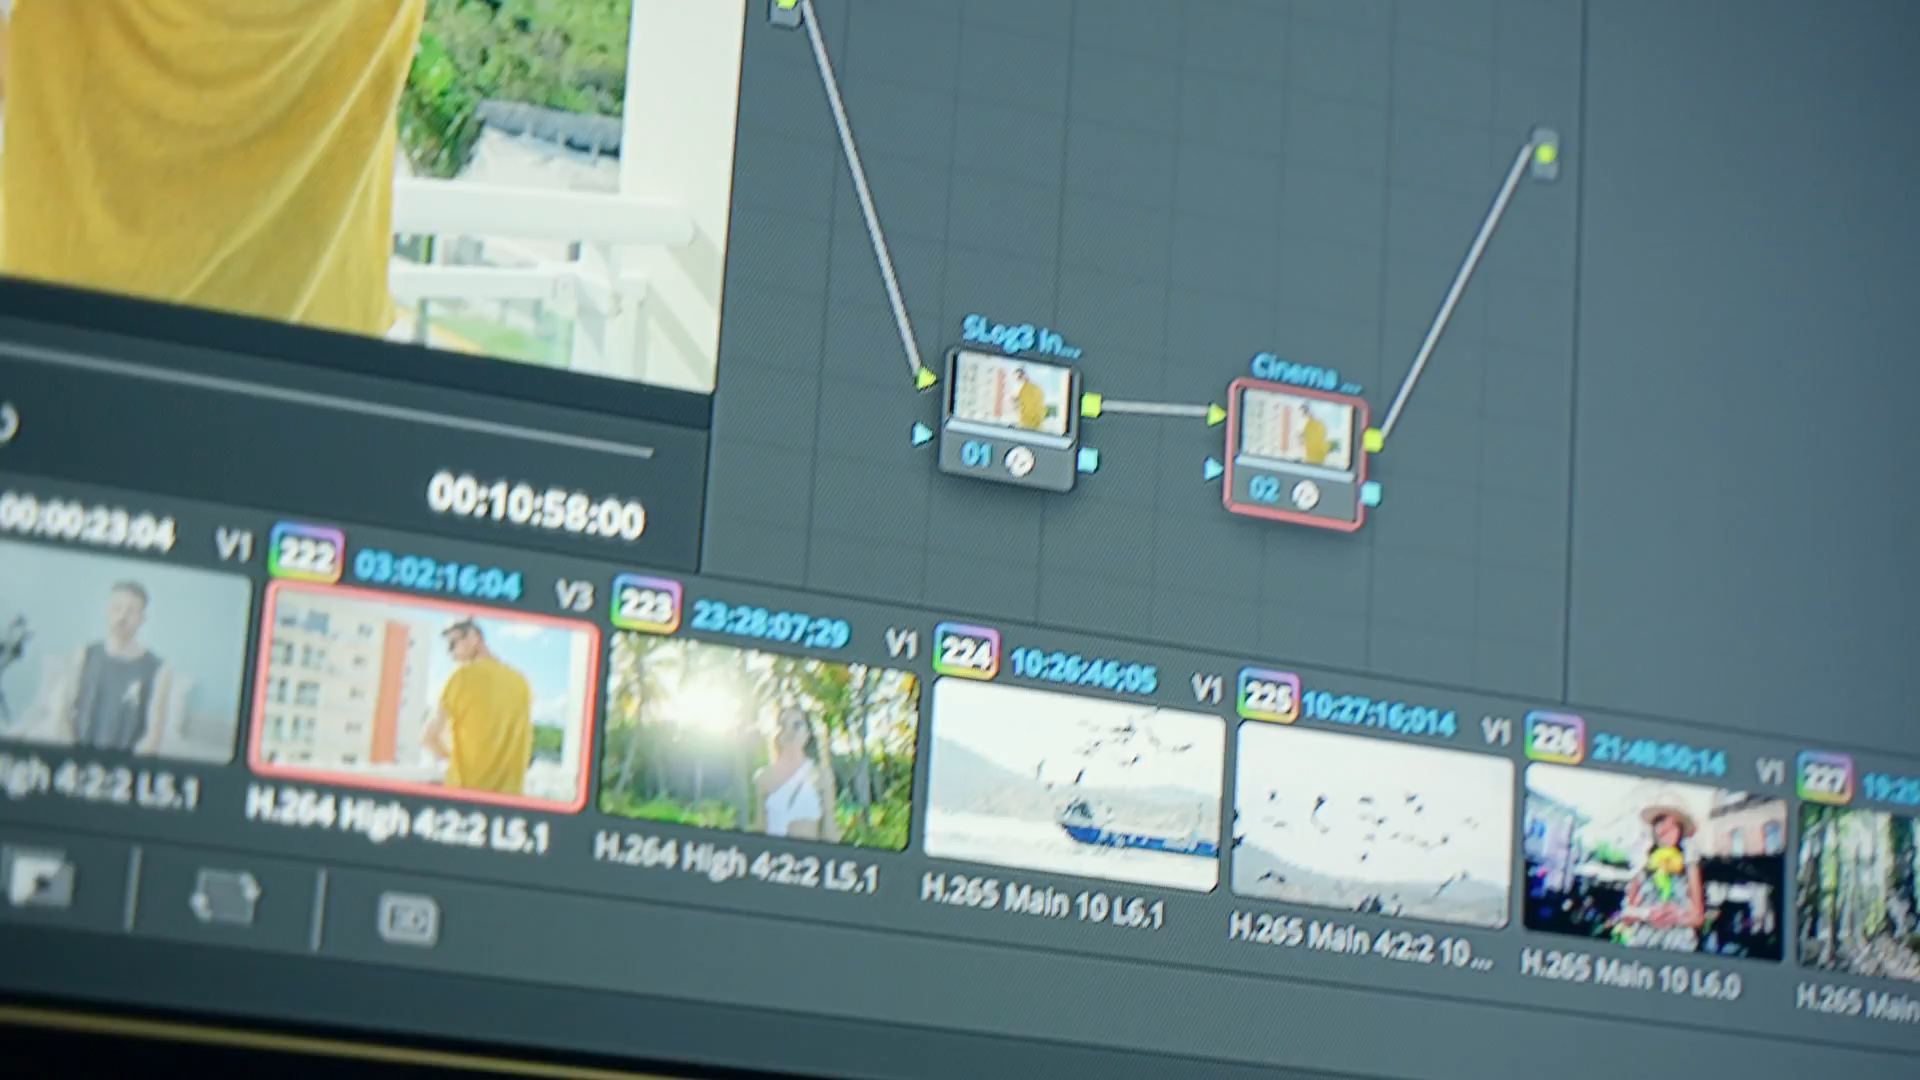 SLog3 In...
Cinema ...
01
02
00:10:58:00
00:00:23:04 V1
222 03:02:16:04 V3
223 23:28:07;29 V1
224 10:26:46;05 V1
225 10:27:16;014 V1
226 21:48:50;14 V1
227 19:25
igh 4:2:2 L5.1
H.264 High 4:2:2 L5.1
H.264 High 4:2:2 L5.1
H.265 Main 10 L6.1
H.265 Main 4:2:2 10...
H.265 Main 10 L6.0
H.265 Main